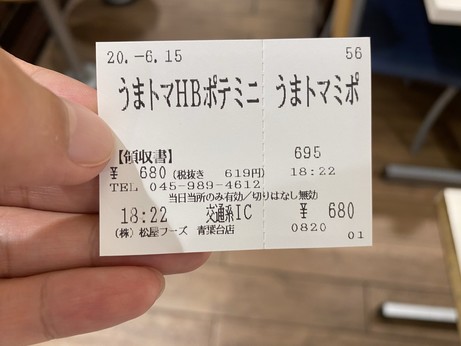 20.-6.15 56
うまトマHBポテミニ うまトマミポ
【領収書】 695
¥ 680 (税抜き 619円) 18:22
TEL 045-989-4612
当日当所のみ有効/切りはなし無効
18:22 交通系IC ¥ 680
(株)松屋フーズ 青葉台店 0820
01